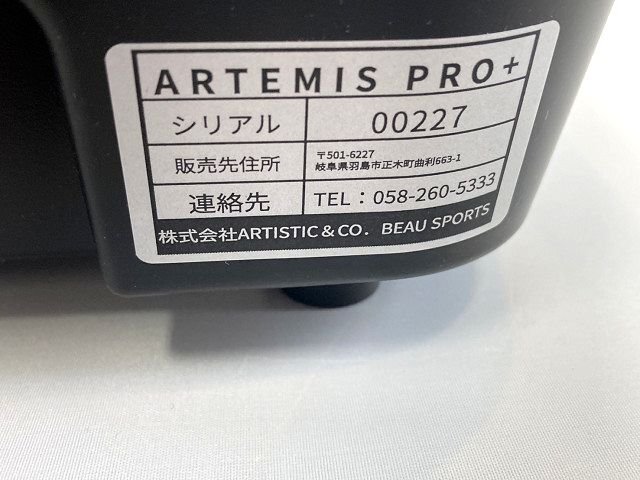 ARTEMIS PRO+
シリアル 00227
販売先住所 〒501-6227
岐阜県羽島市正木町曲利663-1
連絡先 TEL：058-260-5333
株式会社ARTISTIC＆CO. BEAU SPORTS